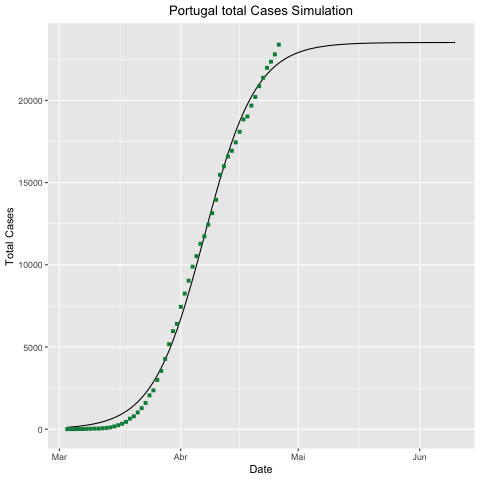 Portugal total Cases Simulation
Total Cases
20000
15000
10000
5000
0
Mar
Abr
Mai
Jun
Date